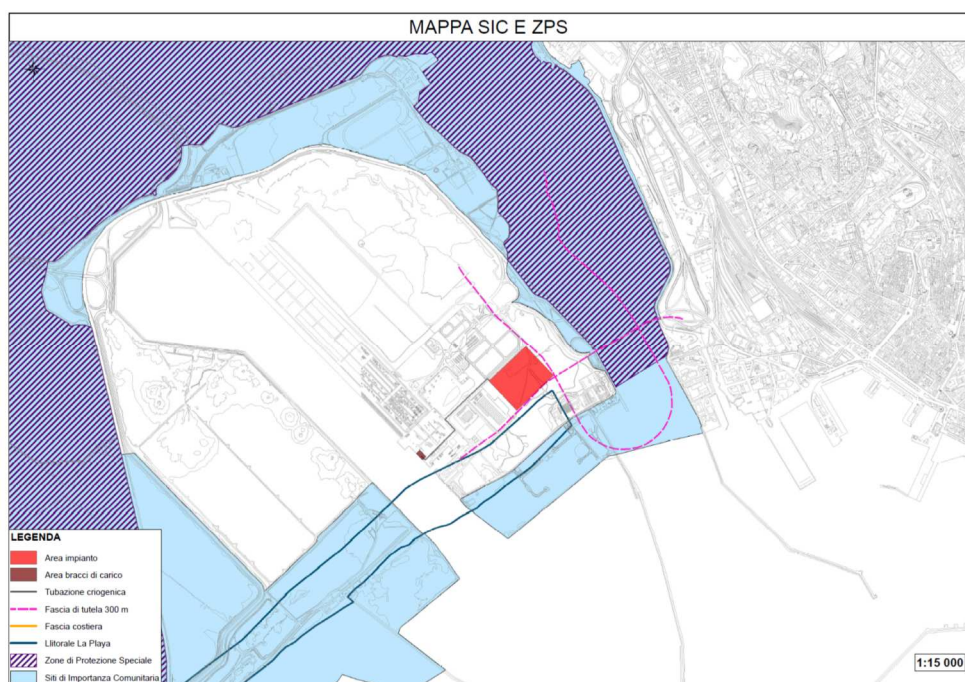 MAPPA SIC E ZPS
LEGENDA
Area impianto
Area bracci di carico
Tubazione criogenica
Fascia di tutela 300 m
Fascia costiera
Llitorale La Playa
Zone di Protezione Speciale
Siti di Importanza Comunitaria
1:15 000